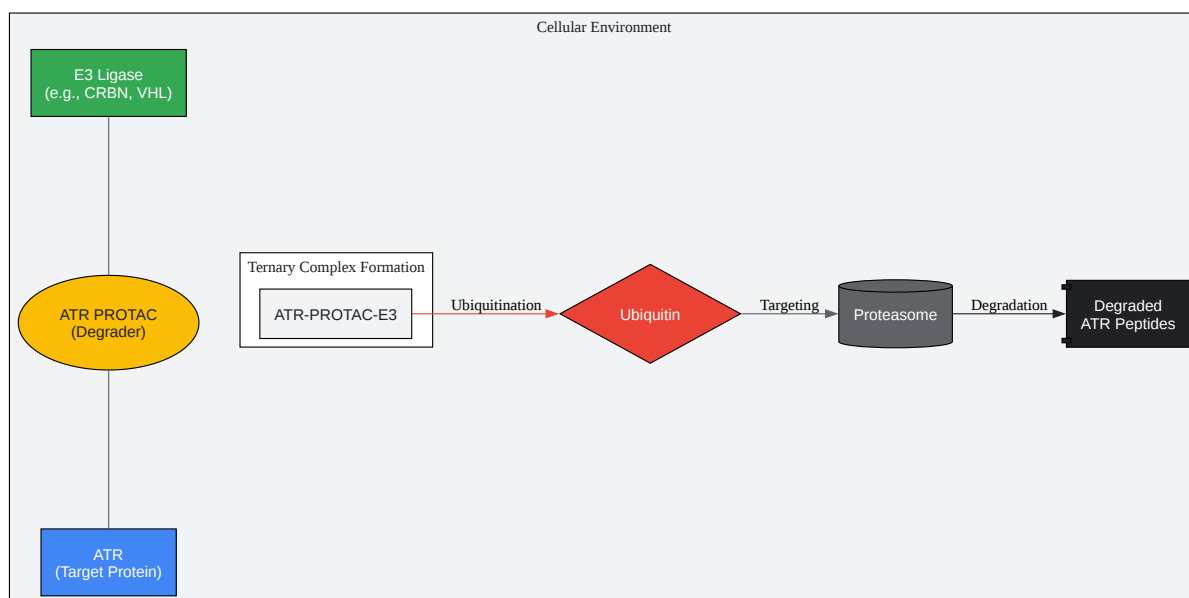 Cellular Environment
E3 Ligase
(e.g., CRBN, VHL)
ATR PROTAC
(Degrader)
ATR
(Target Protein)
Ternary Complex Formation
ATR-PROTAC-E3
Ubiquitination
Ubiquitin
Targeting
Proteasome
Degradation
Degraded
ATR Peptides